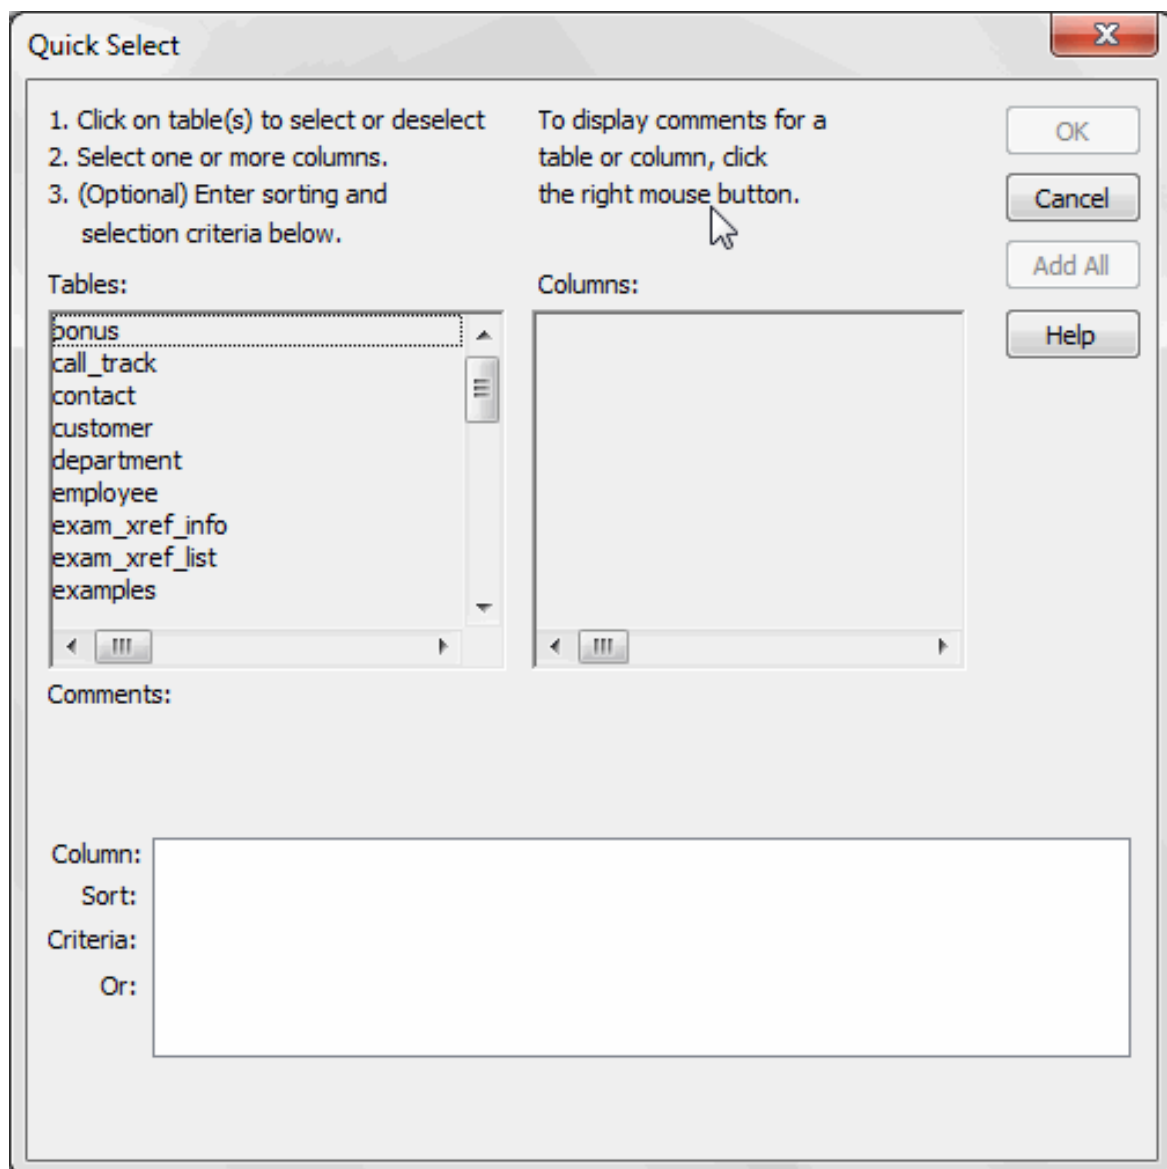 Quick Select
1. Click on table(s) to select or deselect
2. Select one or more columns.
3. (Optional) Enter sorting and
selection criteria below.
To display comments for a
table or column, click
the right mouse button.
OK
Cancel
Add All
Help
Tables:
bonus
call_track
contact
customer
department
employee
exam_xref_info
exam_xref_list
examples
Columns:
Comments:
Column:
Sort:
Criteria:
Or: